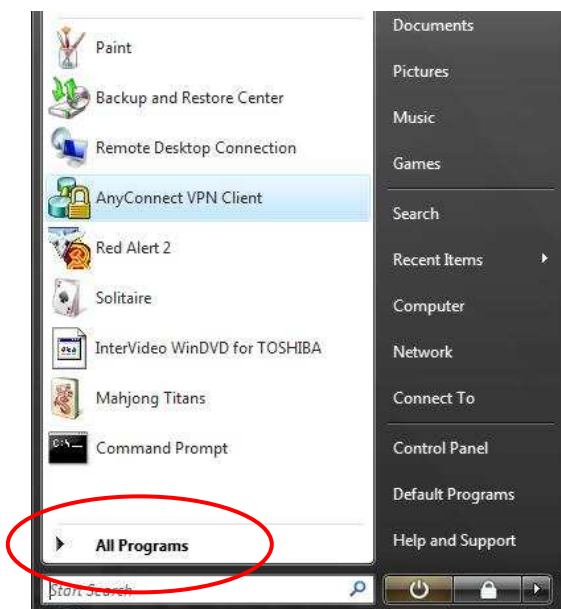 Paint
Backup and Restore Center
Remote Desktop Connection
AnyConnect VPN Client
Red Alert 2
Solitaire
InterVideo WinDVD for TOSHIBA
Mahjong Titans
C:\
Command Prompt
All Programs
Start Search
Documents
Pictures
Music
Games
Search
Recent Items
Computer
Network
Connect To
Control Panel
Default Programs
Help and Support